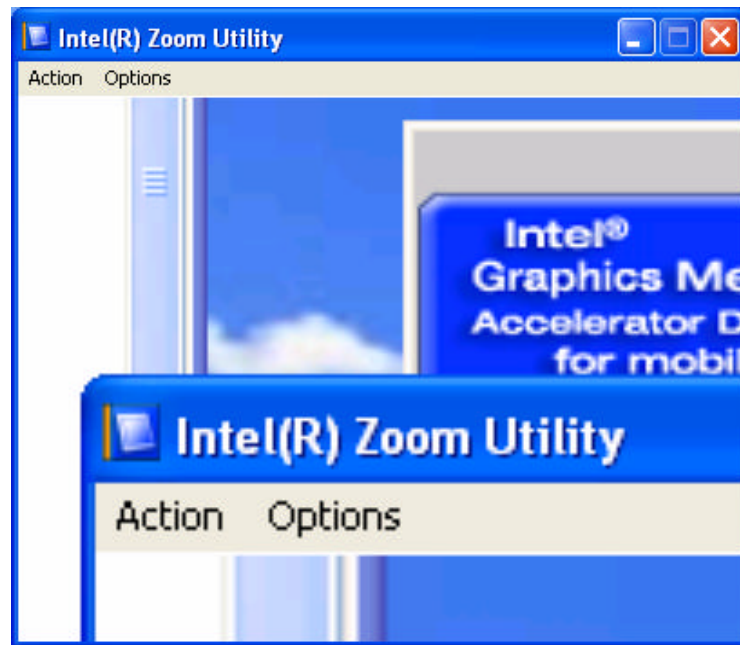 Intel(R) Zoom Utility
Action Options
Intel®
Graphics Me
Accelerator D
for mobil
Intel(R) Zoom Utility
Action Options